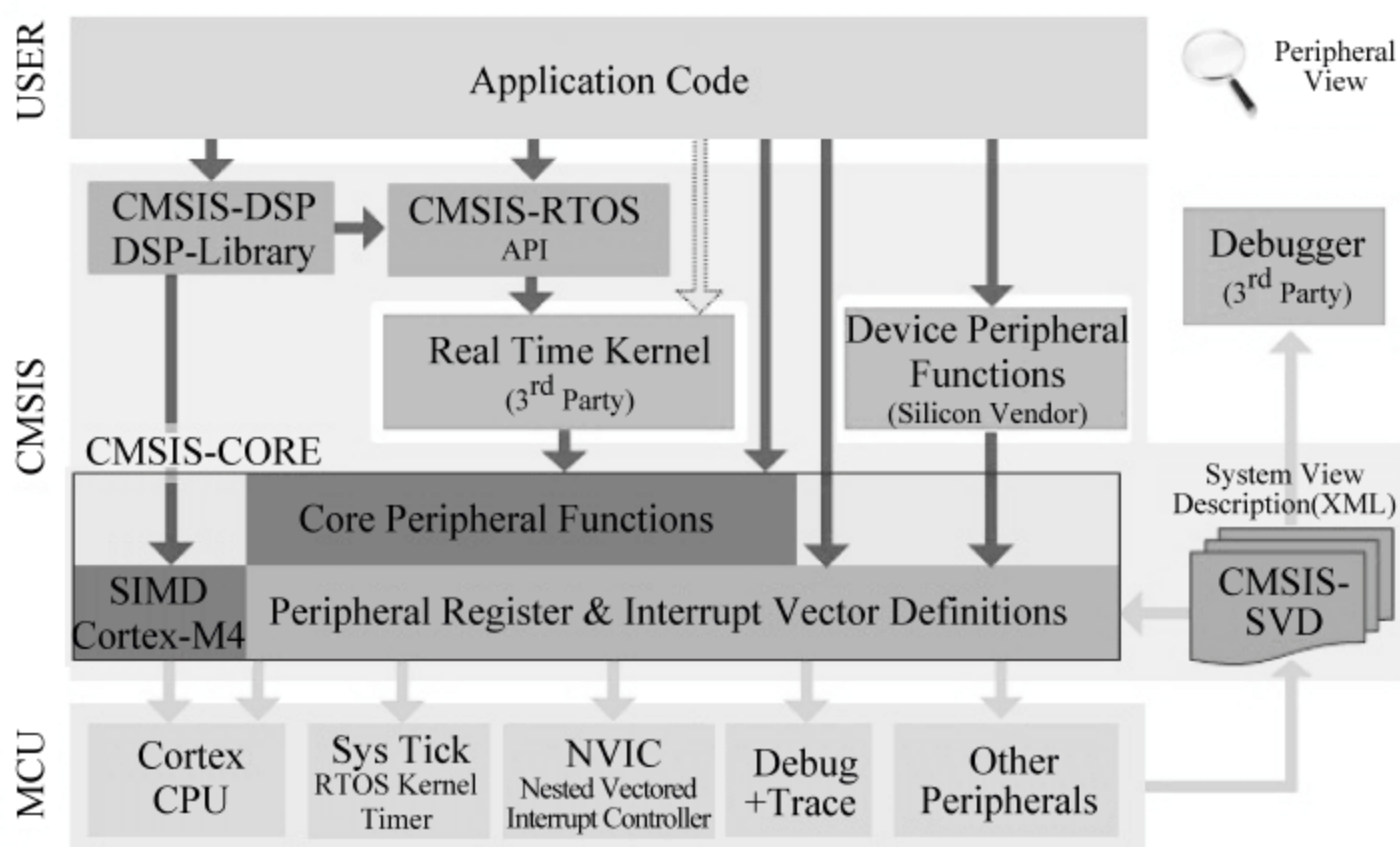 USER
Application Code
Peripheral
View
CMSIS
CMSIS-DSP
DSP-Library
CMSIS-RTOS
API
Real Time Kernel
(3rd Party)
Device Peripheral
Functions
(Silicon Vendor)
Debugger
(3rd Party)
CMSIS-CORE
Core Peripheral Functions
SIMD
Cortex-M4
Peripheral Register & Interrupt Vector Definitions
System View
Description(XML)
CMSIS-
SVD
MCU
Cortex
CPU
Sys Tick
RTOS Kernel
Timer
NVIC
Nested Vectored
Interrupt Controller
Debug
+Trace
Other
Peripherals